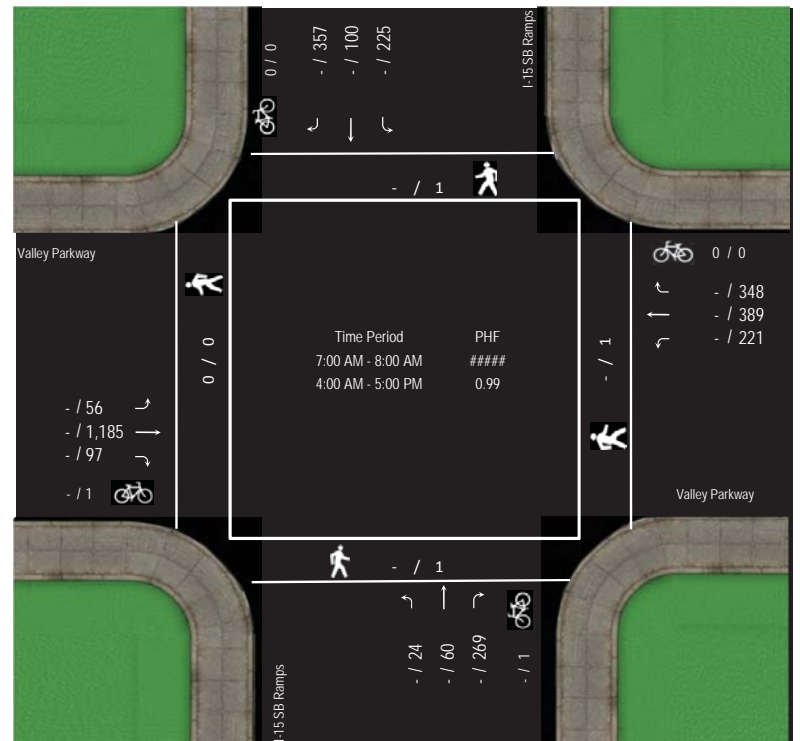 I-15 SB Ramps
0 / 0
- / 357
- / 100
- / 225
- / 1
Valley Parkway
0 / 0
- / 348
- / 389
- / 221
0 / 0
Time Period PHF
7:00 AM - 8:00 AM #####
4:00 AM - 5:00 PM 0.99
- / 1
- / 56
- / 1,185
- / 97
- / 1
Valley Parkway
- / 1
- / 24
- / 60
- / 269
- / 1
I-15 SB Ramps